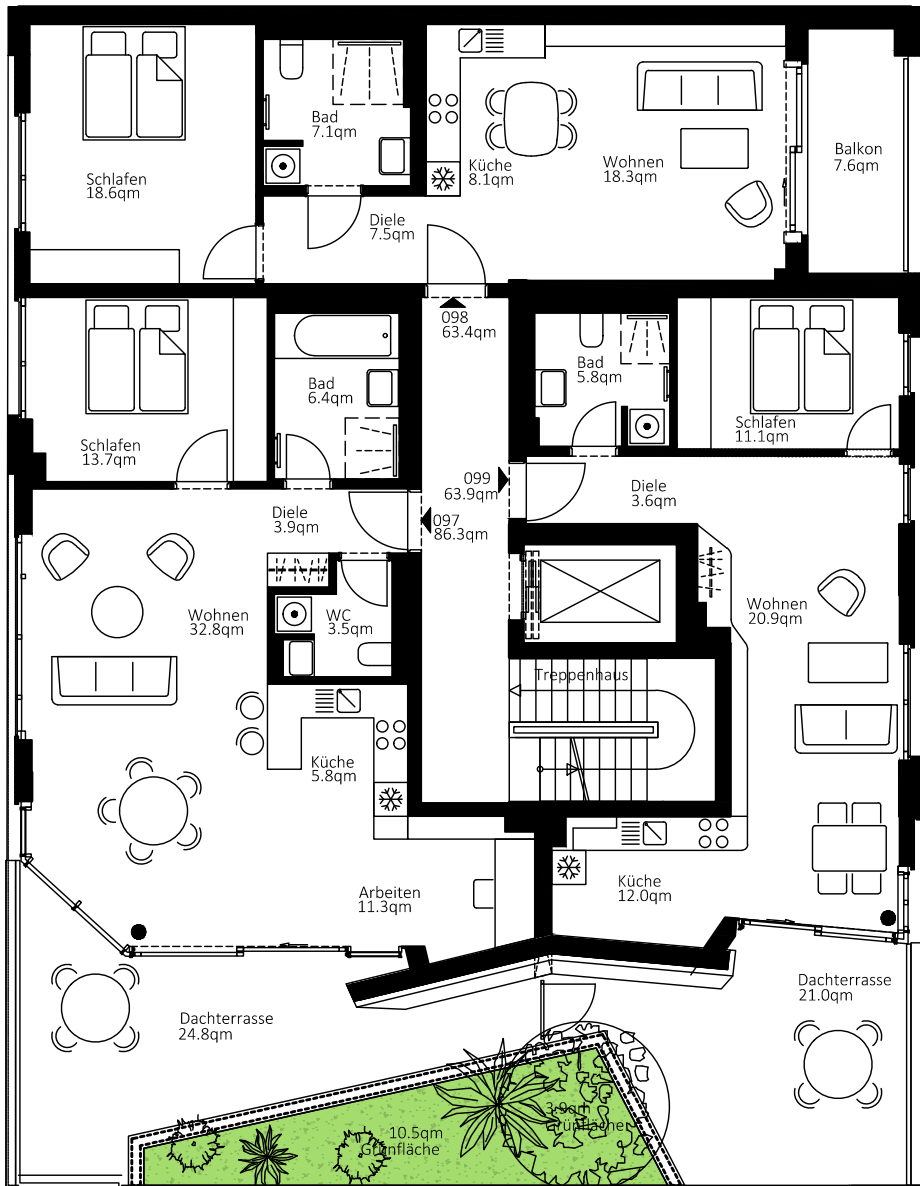 Bad
7.1qm
Schlafen
18.6qm
Küche
8.1qm
Wohnen
18.3qm
Balkon
7.6qm
Diele
7.5qm
098
63.4qm
Bad
6.4qm
Bad
5.8qm
Schlafen
13.7qm
Schlafen
11.1qm
099
63.9qm
Diele
3.6qm
Diele
3.9qm
097
86.3qm
Wohnen
32.8qm
WC
3.5qm
Wohnen
20.9qm
Treppenhaus
Küche
5.8qm
Arbeiten
11.3qm
Küche
12.0qm
Dachterrasse
24.8qm
Dachterrasse
21.0qm
3.9qm
Grünfläche
10.5qm
Grünfläche